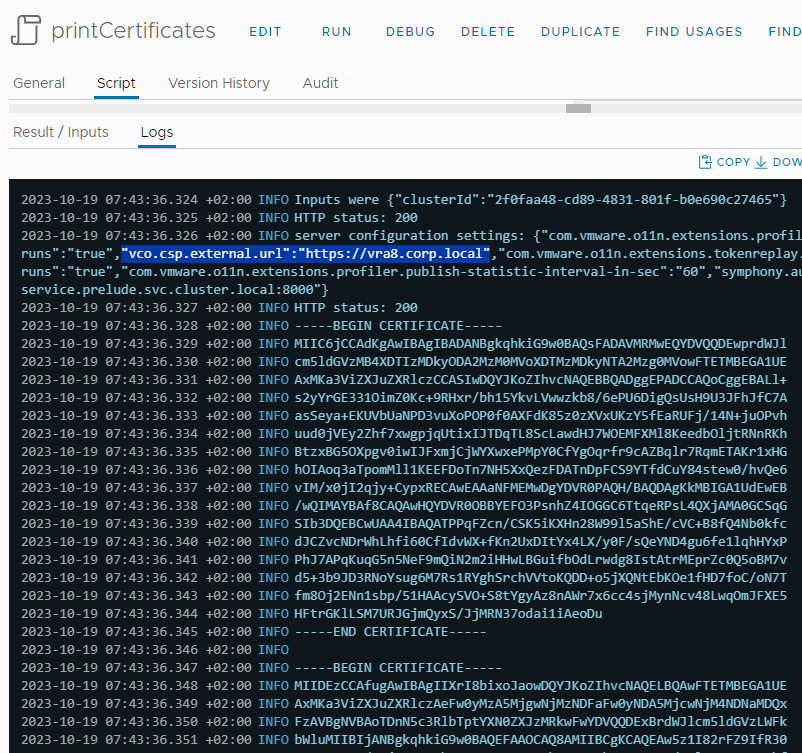 printCertificates EDIT RUN DEBUG DELETE DUPLICATE FIND USAGES FIND
General Script Version History Audit
Result / Inputs Logs
COPY DOW
2023-10-19 07:43:36.324 +02:00 INFO Inputs were {"clusterId":"2f0faa48-cd89-4831-801f-b0e690c27465"}
2023-10-19 07:43:36.325 +02:00 INFO HTTP status: 200
2023-10-19 07:43:36.326 +02:00 INFO server configuration settings: {"com.vmware.o11n.extensions.profil
runs":"true","vco.csp.external.url":"https://vra8.corp.local","com.vmware.o11n.extensions.tokenreplay.
runs":"true","com.vmware.o11n.extensions.profiler.publish-statistic-interval-in-sec":"60","symphony.au
service.prelude.svc.cluster.local:8000"}
2023-10-19 07:43:36.327 +02:00 INFO HTTP status: 200
2023-10-19 07:43:36.328 +02:00 INFO -----BEGIN CERTIFICATE-----
2023-10-19 07:43:36.329 +02:00 INFO MIIC6jCCAdKgAwIBAgIBADANBgkqhkiG9w0BAQsFADAVMRMwEQYDVQQDEwprdWJl
2023-10-19 07:43:36.330 +02:00 INFO cm5ldGVzMB4XDTIzMDkyODA2MzM0MVoXDTMzMDkyNTA2Mzg0MVowFTETMBEGA1UE
2023-10-19 07:43:36.331 +02:00 INFO AxMKa3ViZXJuZXRlczCCASIwDQYJKoZIhvcNAQEBBQADggEPADCCAQoCggEBALl+
2023-10-19 07:43:36.332 +02:00 INFO s2yYrGE331OimZ0Kc+9RHxr/bh15YkvLVwwzkb8/6ePU6DigQsUsH9U3JFhJfC7A
2023-10-19 07:43:36.333 +02:00 INFO asSeya+EKUVbUaNPD3vuXoPOP0f0AXFdK85z0zXVxUKzY5fEaRUFj/14N+juOPvh
2023-10-19 07:43:36.334 +02:00 INFO uud0jVEy2Zhf7xwgpjqUtixIJTDqTL8ScLawdHJ7WOEMFXMl8KeedbOljtRNnRKh
2023-10-19 07:43:36.335 +02:00 INFO BtzxBG5OXpgv0iwIJFxmjCjWYXwxePMpY0CfYgOqrfr9cAZBqlr7RqmETAKr1xHG
2023-10-19 07:43:36.336 +02:00 INFO hOIAoq3aTpomMll1KEEFDoTn7NH5XxQezFDATnDpFCS9YTfdCuY84stew0/hvQe6
2023-10-19 07:43:36.337 +02:00 INFO vIM/x0jI2qjy+CypxRECAwEAAaNFMEMwDgYDVR0PAQH/BAQDAgKkMBIGA1UdEwEB
2023-10-19 07:43:36.338 +02:00 INFO /wQIMAYBAf8CAQAwHQYDVR0OBBYEFO3PsnhZ4IOGGC6TtqeRPsL4QXjAMA0GCSqG
2023-10-19 07:43:36.339 +02:00 INFO SIb3DQEBCwUAA4IBAQATPPqFZcn/CSK5iKXHn28W99l5aShE/cVC+B8fQ4Nb0kfc
2023-10-19 07:43:36.340 +02:00 INFO dJCZvcNDrWhLhfi60CfIdvWX+fKn2UxDItYx4LX/y0F/sQeYND4gu6fe1lqhHYxP
2023-10-19 07:43:36.341 +02:00 INFO PhJ7APqKuqG5n5NeF9mQiN2m2iHHwLBGuifbOdLrwdg8IstAtrMEprZc0Q5oBM7v
2023-10-19 07:43:36.342 +02:00 INFO d5+3b9JD3RNoYsug6M7Rs1RYghSrchVVtoKQDD+o5jXQNtEbKOe1fHD7foC/oN7T
2023-10-19 07:43:36.343 +02:00 INFO fm8Oj2ENn1sbp/51HAAcySVO+S8tYgyAz8nAWr7x6cc4sjMynNcv48LwqOmJFXE5
2023-10-19 07:43:36.344 +02:00 INFO HFtrGKlLSM7URJGjmQyxS/JjMRN37odai1iAeoDu
2023-10-19 07:43:36.345 +02:00 INFO -----END CERTIFICATE-----
2023-10-19 07:43:36.346 +02:00 INFO
2023-10-19 07:43:36.347 +02:00 INFO -----BEGIN CERTIFICATE-----
2023-10-19 07:43:36.348 +02:00 INFO MIIDEzCCAfugAwIBAgIIXrI8bixoJaowDQYJKoZIhvcNAQELBQAwFTETMBEGA1UE
2023-10-19 07:43:36.349 +02:00 INFO AxMKa3ViZXJuZXRlczAeFw0yMzA5MjgwNjMzNDFaFw0yNDA5MjcwNjM4NDNaMDQx
2023-10-19 07:43:36.350 +02:00 INFO FzAVBgNVBAoTDnN5c3RlbTptYXN0ZXJzMRkwFwYDVQQDExBrdWJlcm5ldGVzLWFk
2023-10-19 07:43:36.351 +02:00 INFO bWluMIIBIjANBgkqhkiG9w0BAQEFAAOCAQ8AMIIBCgKCAQEAw5z1I82rFZ9IfR30